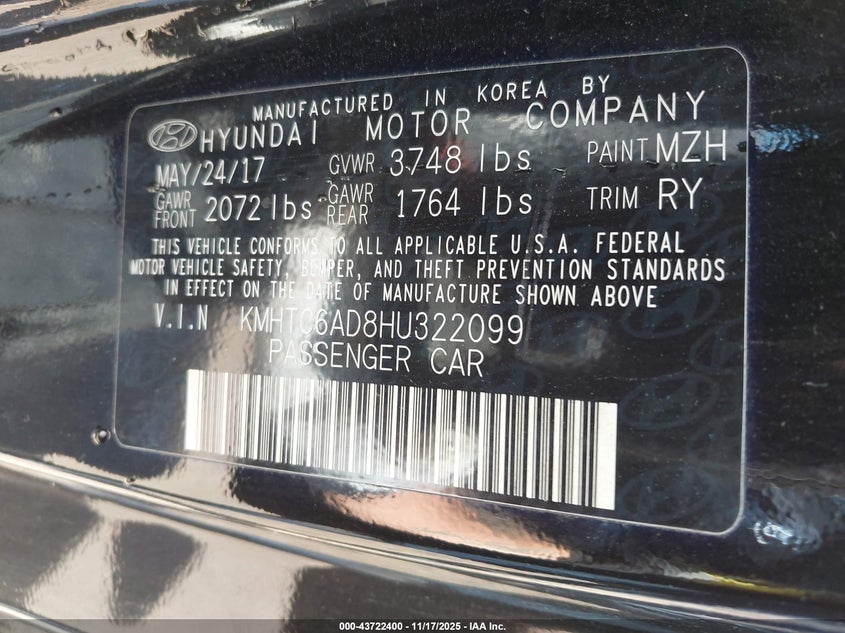 MANUFACTURED IN KOREA BY
HYUNDAI MOTOR COMPANY
MAY/24/17 GVWR 3748 lbs PAINT MZH
GAWR FRONT 2072 lbs GAWR REAR 1764 lbs TRIM RY
THIS VEHICLE CONFORMS TO ALL APPLICABLE U.S.A. FEDERAL
MOTOR VEHICLE SAFETY, BUMPER, AND THEFT PREVENTION STANDARDS
IN EFFECT ON THE DATE OF MANUFACTURE SHOWN ABOVE
V.I.N KMHTC6AD8HU322099
PASSENGER CAR
000-43722400 - 11/17/2025 - IAA Inc.